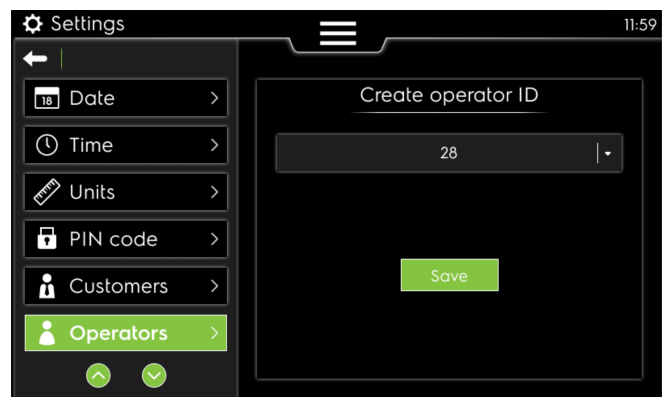 Settings
11:59
18 Date
Time
Units
PIN code
Customers
Operators
Create operator ID
28
Save